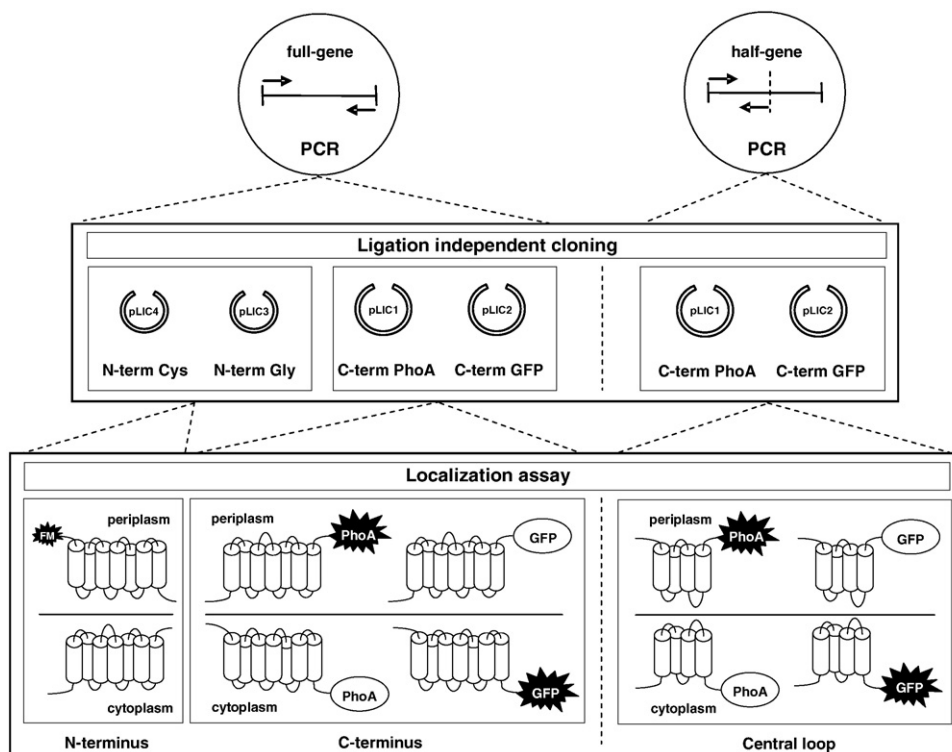 full-gene
PCR
half-gene
PCR
Ligation independent cloning
pLIC4 pLIC3 pLIC1 pLIC2 pLIC1 pLIC2
N-term Cys N-term Gly C-term PhoA C-term GFP C-term PhoA C-term GFP
Localization assay
periplasm periplasm periplasm
FM PhoA GFP PhoA GFP
PhoA GFP PhoA GFP
cytoplasm cytoplasm cytoplasm
N-terminus C-terminus Central loop